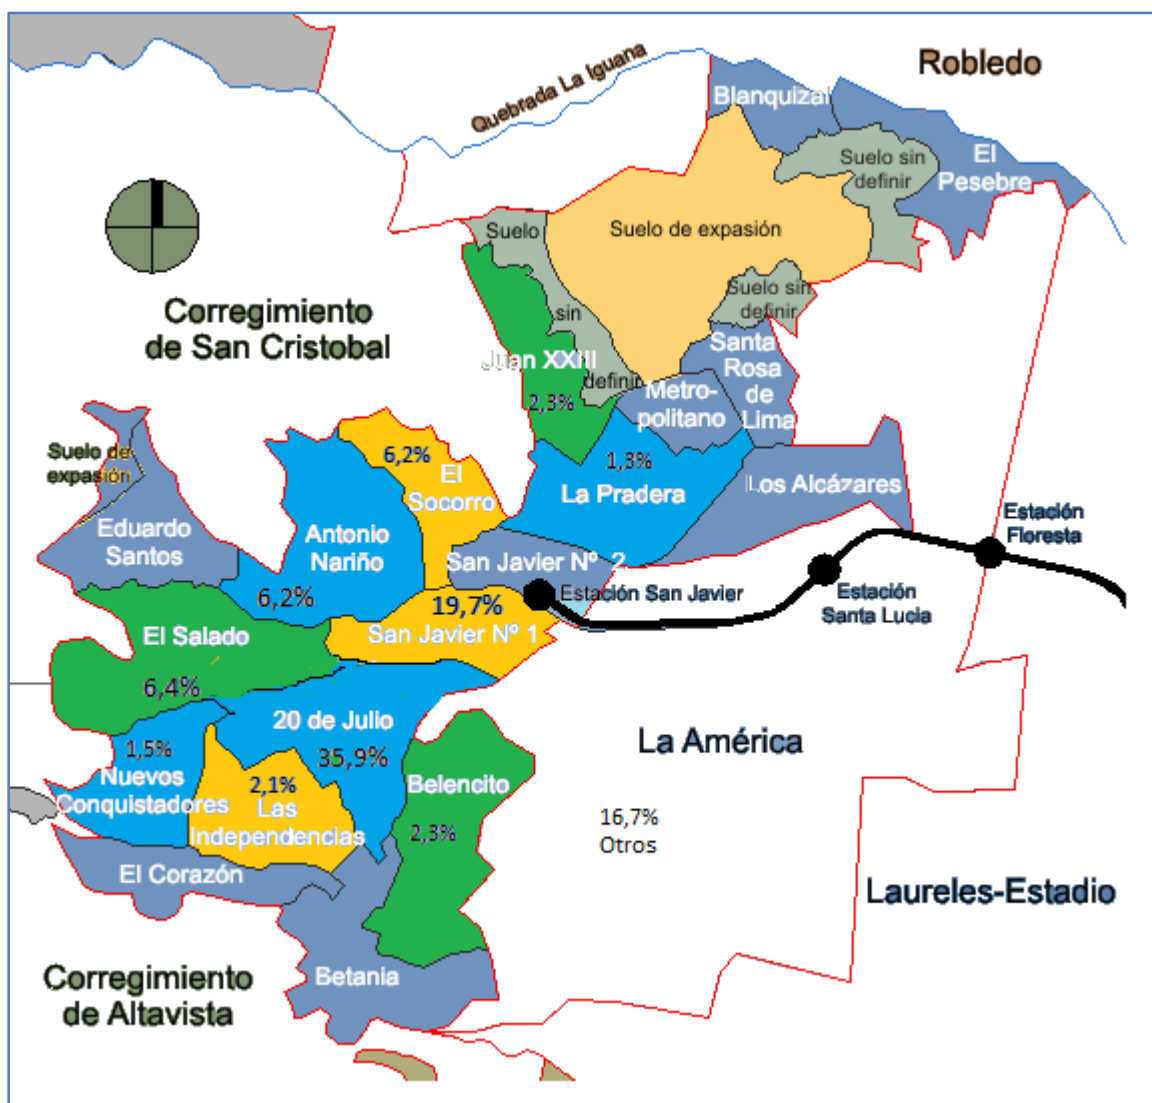 Robledo
Quebrada La Iguana
Blanquizal
El
Pesebre
Suelo sin
definir
Suelo
sin
definir
Suelo de expasión
Suelo sin
definir
Corregimiento
de San Cristobal
Juan XXIII
2,3%
Santa
Rosa
de
Lima
Metro-
politano
1,3%
La Pradera
Los Alcázares
Suelo de
expasión
Eduardo
Santos
6,2%
El
Socorro
Antonio
Nariño
6,2%
San Javier Nº 2
Estación
Floresta
Estación San Javier
Estación
Santa Lucia
19,7%
San Javier Nº 1
El Salado
6,4%
20 de Julio
35,9%
La América
1,5%
Nuevos
Conquistadores
2,1%
Las
Independencias
Belencito
2,3%
16,7%
Otros
El Corazón
Laureles-Estadio
Betania
Corregimiento
de Altavista